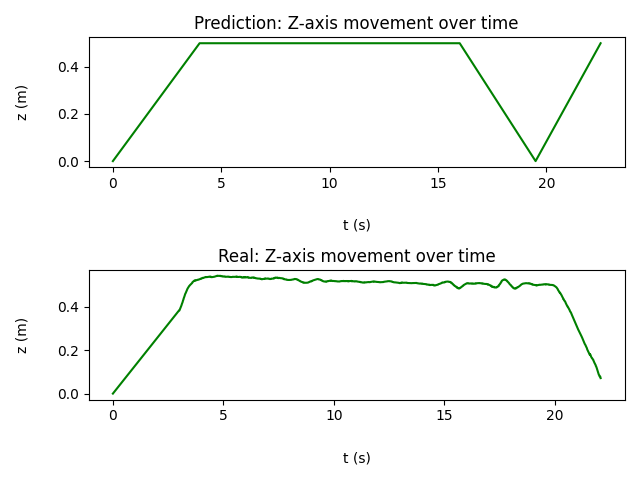 Prediction: Z-axis movement over time
z (m)
0.4
0.2
0.0
0 5 10 15 20
t (s)
Real: Z-axis movement over time
z (m)
0.4
0.2
0.0
0 5 10 15 20
t (s)